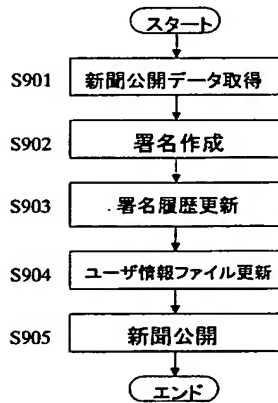 スタート
S901 新聞公開データ取得
S902 署名作成
S903 署名履歴更新
S904 ユーザ情報ファイル更新
S905 新聞公開
エンド